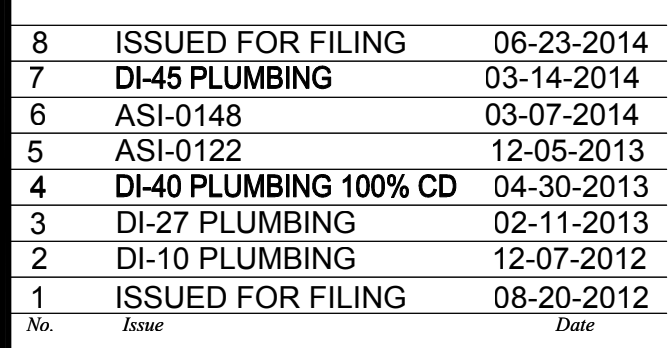 8 ISSUED FOR FILING 06-23-2014
7 DI-45 PLUMBING 03-14-2014
6 ASI-0148 03-07-2014
5 ASI-0122 12-05-2013
4 DI-40 PLUMBING 100% CD 04-30-2013
3 DI-27 PLUMBING 02-11-2013
2 DI-10 PLUMBING 12-07-2012
1 ISSUED FOR FILING 08-20-2012
No. Issue Date